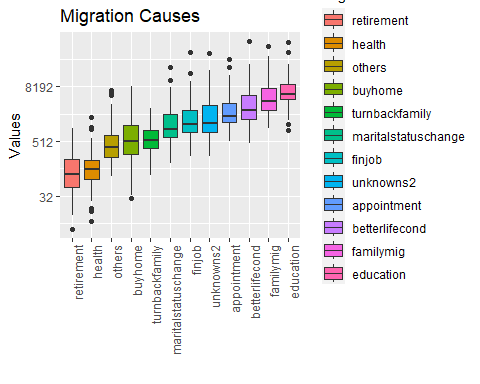 Migration Causes
Values
8192
512
32
retirement
health
others
buyhome
turnbackfamily
maritalstatuschange
finjob
unknowns2
appointment
betterlifecond
familymig
education
retirement
health
others
buyhome
turnbackfamily
maritalstatuschange
finjob
unknowns2
appointment
betterlifecond
familymig
education